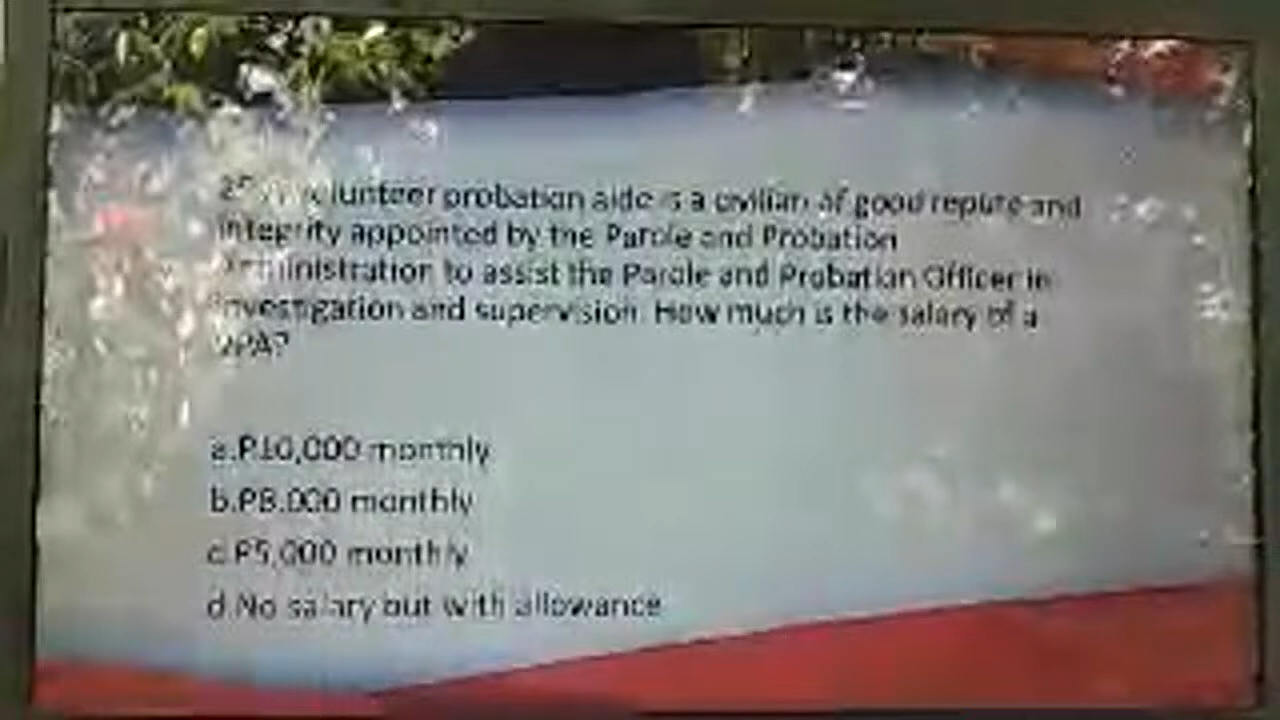 volunteer probation aide is a civilian of good repute and
integrity appointed by the Parole and Probation
Administration to assist the Parole and Probation Officer in
investigation and supervision. How much is the salary of a
VPA?
a.P10,000 monthly
b.P8.000 monthly
c.P5,000 monthly
d.No salary but with allowance